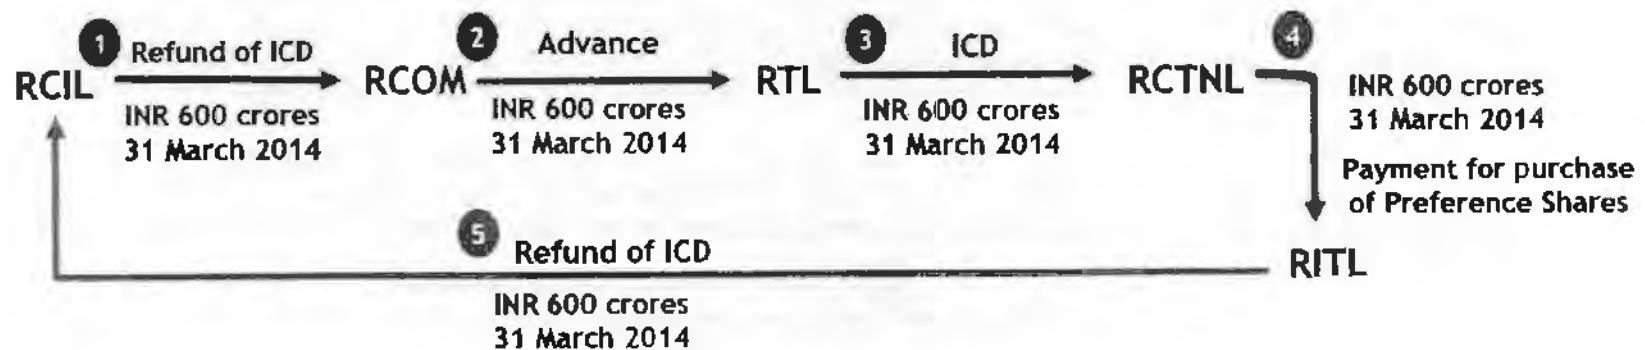 1 Refund of ICD
RCIL
INR 600 crores
31 March 2014
2 Advance
RCOM
INR 600 crores
31 March 2014
3 ICD
RTL
INR 600 crores
31 March 2014
RCTNL
4
INR 600 crores
31 March 2014
Payment for purchase
of Preference Shares
RITL
5 Refund of ICD
INR 600 crores
31 March 2014